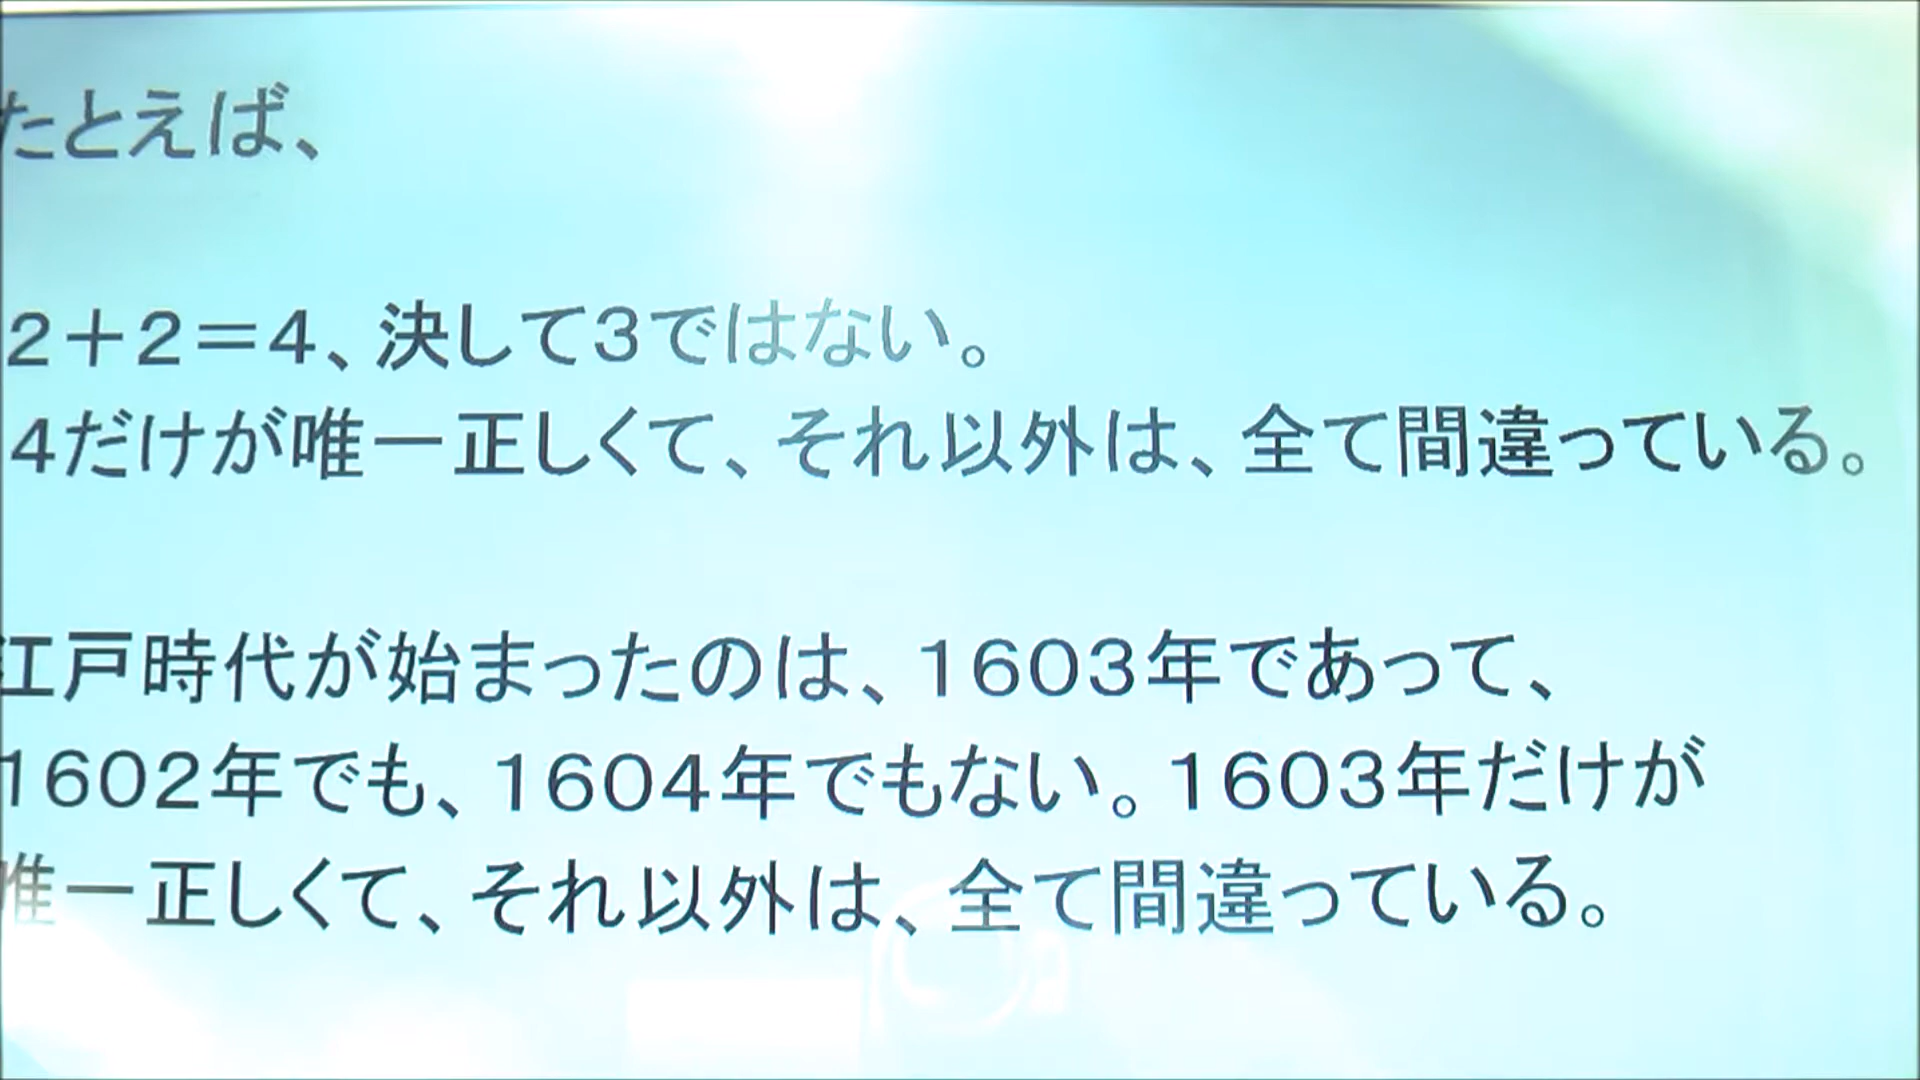 たとえば、
２＋２＝４、決して３ではない。
４だけが唯一正しくて、それ以外は、全て間違っている。
江戸時代が始まったのは、１６０３年であって、
１６０２年でも、１６０４年でもない。１６０３年だけが
唯一正しくて、それ以外は、全て間違っている。